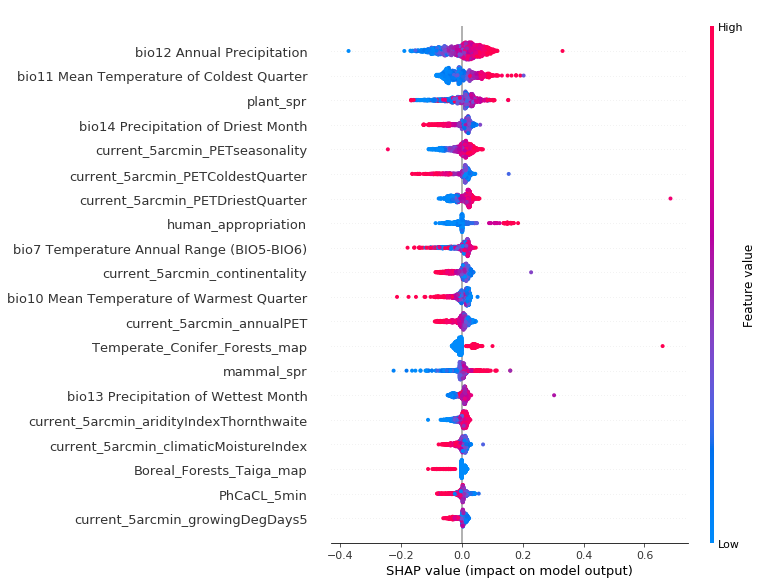 High
bio12 Annual Precipitation
bio11 Mean Temperature of Coldest Quarter
plant_spr
bio14 Precipitation of Driest Month
current_5arcmin_PETseasonality
current_5arcmin_PETColdestQuarter
current_5arcmin_PETDriestQuarter
human_appropriation
bio7 Temperature Annual Range (BIO5-BIO6)
current_5arcmin_continentality
bio10 Mean Temperature of Warmest Quarter
current_5arcmin_annualPET
Temperate_Conifer_Forests_map
mammal_spr
bio13 Precipitation of Wettest Month
current_5arcmin_aridityIndexThornthwaite
current_5arcmin_climaticMoistureIndex
Boreal_Forests_Taiga_map
PhCaCL_5min
current_5arcmin_growingDegDays5
Feature value
Low
−0.4 −0.2 0.0 0.2 0.4 0.6
SHAP value (impact on model output)